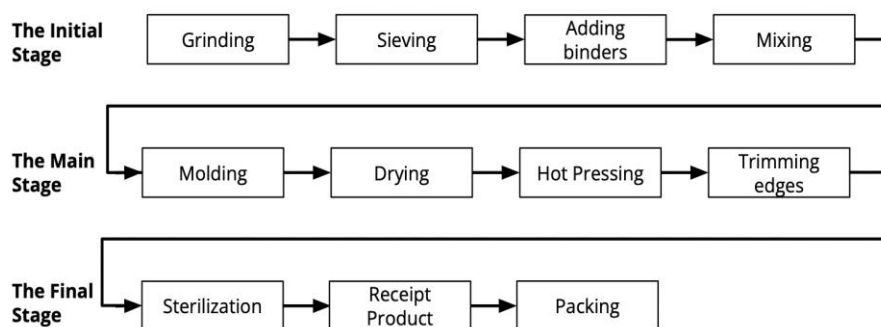 The Initial
Stage
Grinding
Sieving
Adding
binders
Mixing
The Main
Stage
Molding
Drying
Hot Pressing
Trimming
edges
The Final
Stage
Sterilization
Receipt
Product
Packing